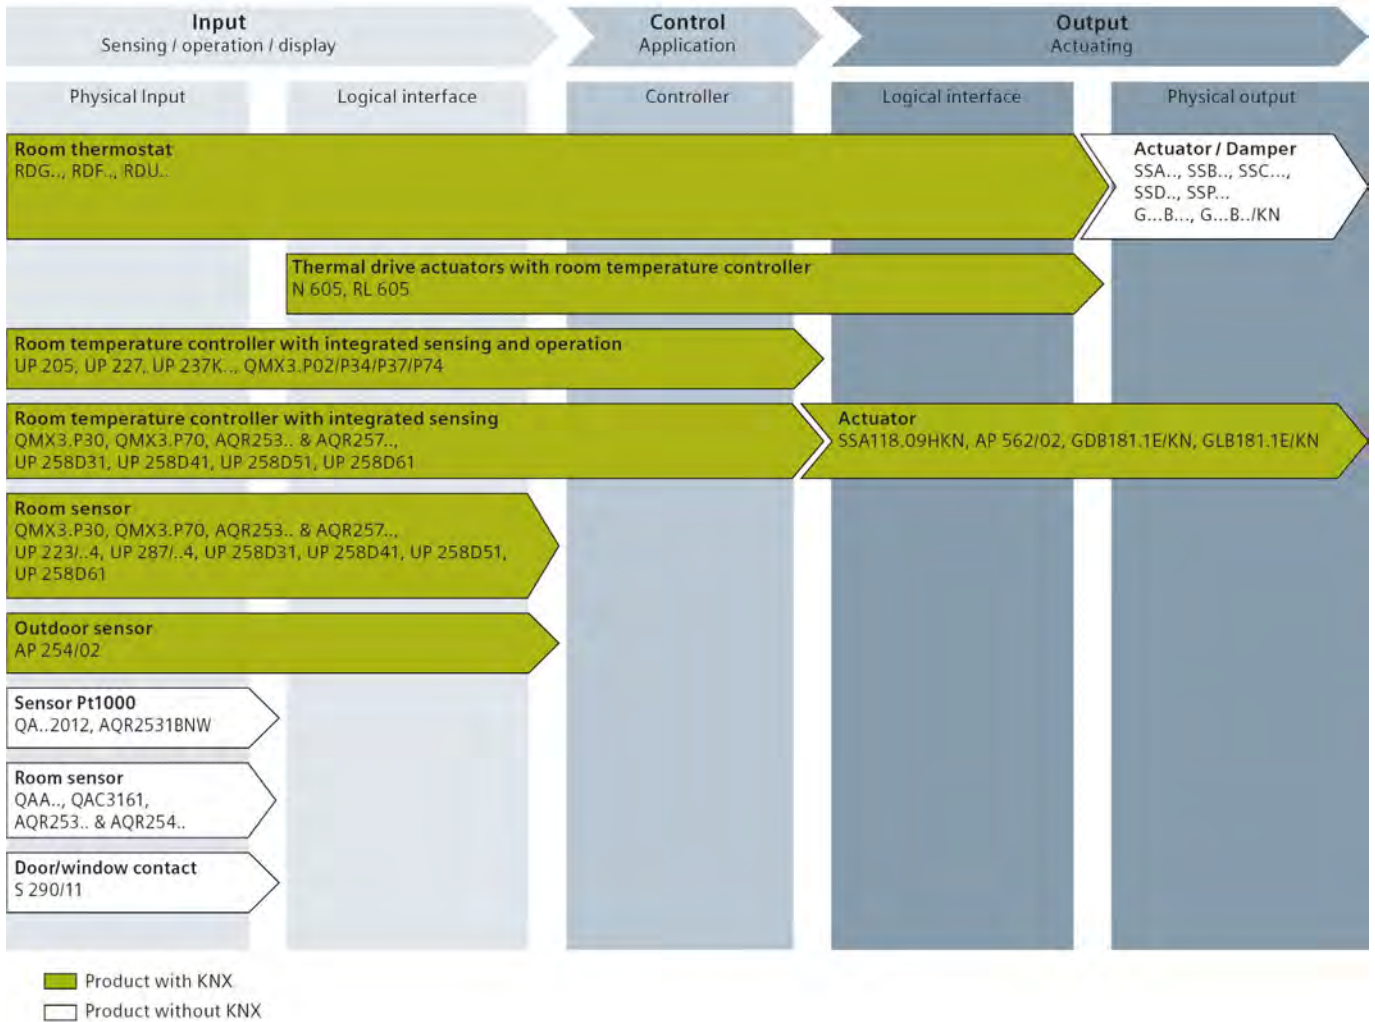 Input
Sensing / operation / display
Control
Application
Output
Actuating
Physical Input
Logical interface
Controller
Logical interface
Physical output
Room thermostat
RDG.., RDF.., RDU..
Actuator / Damper
SSA.., SSB.., SSC...,
SSD.., SSP...
G...B..., G...B../KN
Thermal drive actuators with room temperature controller
N 605, RL 605
Room temperature controller with integrated sensing and operation
UP 205, UP 227, UP 237K.., QMX3.P02/P34/P37/P74
Room temperature controller with integrated sensing
QMX3.P30, QMX3.P70, AQR253.. & AQR257..,
UP 258D31, UP 258D41, UP 258D51, UP 258D61
Actuator
SSA118.09HKN, AP 562/02, GDB181.1E/KN, GLB181.1E/KN
Room sensor
QMX3.P30, QMX3.P70, AQR253.. & AQR257..,
UP 223/..4, UP 287/..4, UP 258D31, UP 258D41, UP 258D51,
UP 258D61
Outdoor sensor
AP 254/02
Sensor Pt1000
QA..2012, AQR2531BNW
Room sensor
QAA.., QAC3161,
AQR253.. & AQR254..
Door/window contact
S 290/11
Product with KNX
Product without KNX